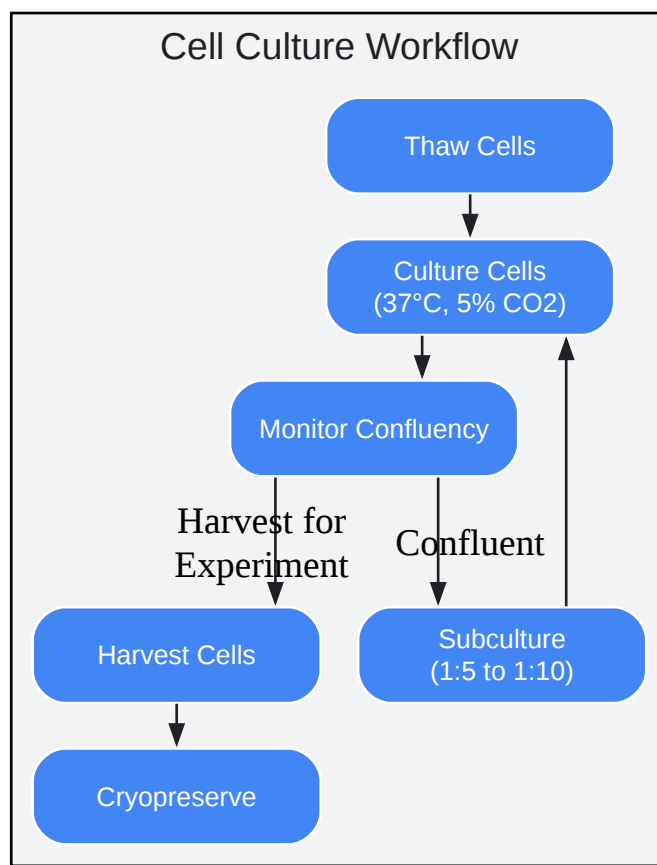 Cell Culture Workflow
Thaw Cells
Culture Cells
(37°C, 5% CO2)
Monitor Confluency
Harvest for
Experiment
Confluent
Harvest Cells
Subculture
(1:5 to 1:10)
Cryopreserve